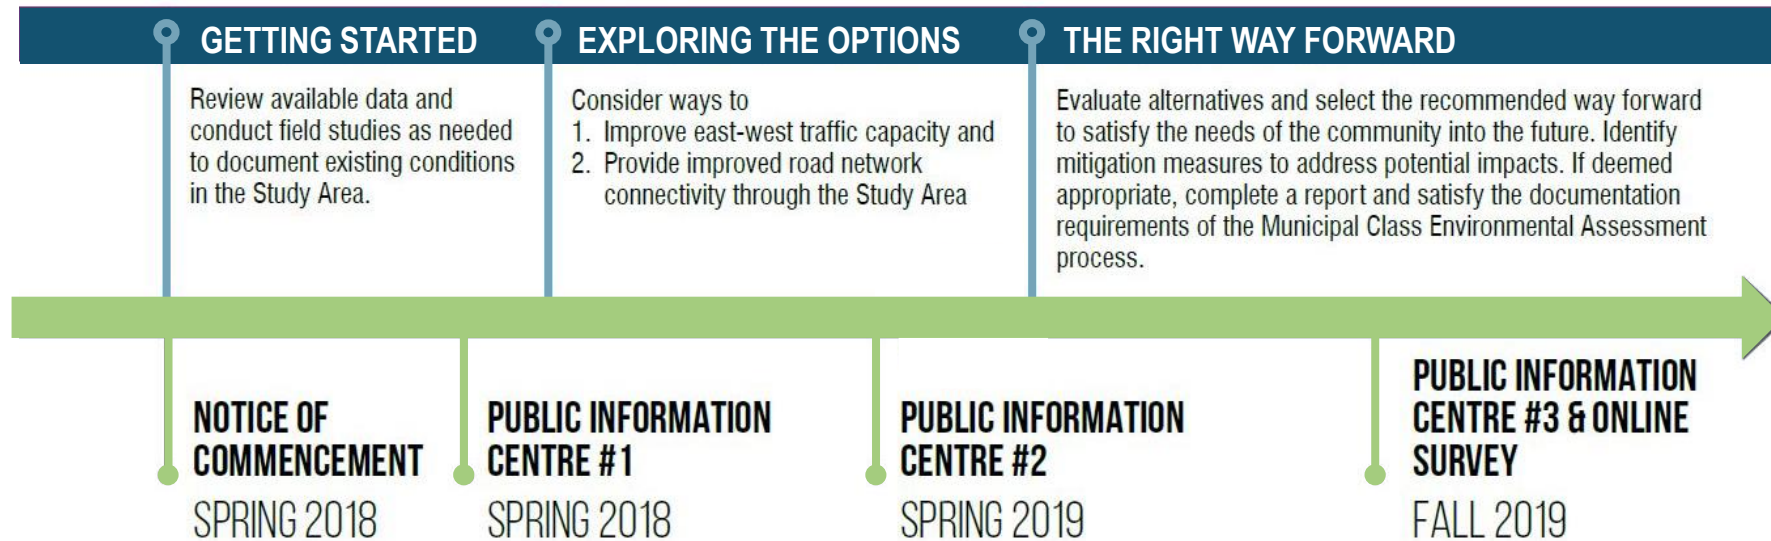 GETTING STARTED
Review available data and
conduct field studies as needed
to document existing conditions
in the Study Area.
EXPLORING THE OPTIONS
Consider ways to
1. Improve east-west traffic capacity and
2. Provide improved road network
connectivity through the Study Area
THE RIGHT WAY FORWARD
Evaluate alternatives and select the recommended way forward
to satisfy the needs of the community into the future. Identify
mitigation measures to address potential impacts. If deemed
appropriate, complete a report and satisfy the documentation
requirements of the Municipal Class Environmental Assessment
process.
NOTICE OF
COMMENCEMENT
SPRING 2018
PUBLIC INFORMATION
CENTRE #1
SPRING 2018
PUBLIC INFORMATION
CENTRE #2
SPRING 2019
PUBLIC INFORMATION
CENTRE #3 & ONLINE
SURVEY
FALL 2019